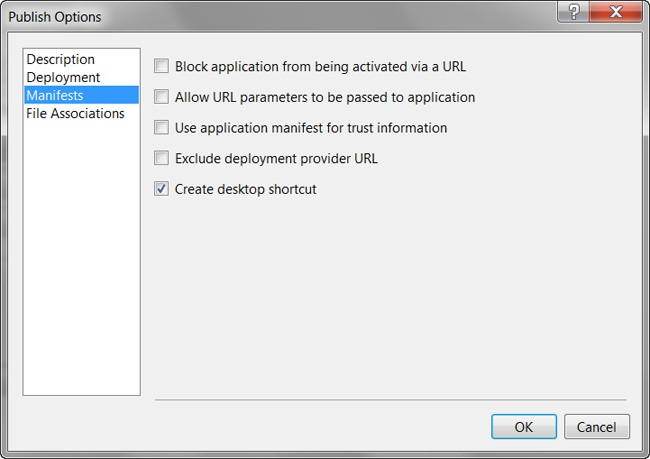 Publish Options
?
Description
Deployment
Manifests
File Associations
Block application from being activated via a URL
Allow URL parameters to be passed to application
Use application manifest for trust information
Exclude deployment provider URL
Create desktop shortcut
OK
Cancel